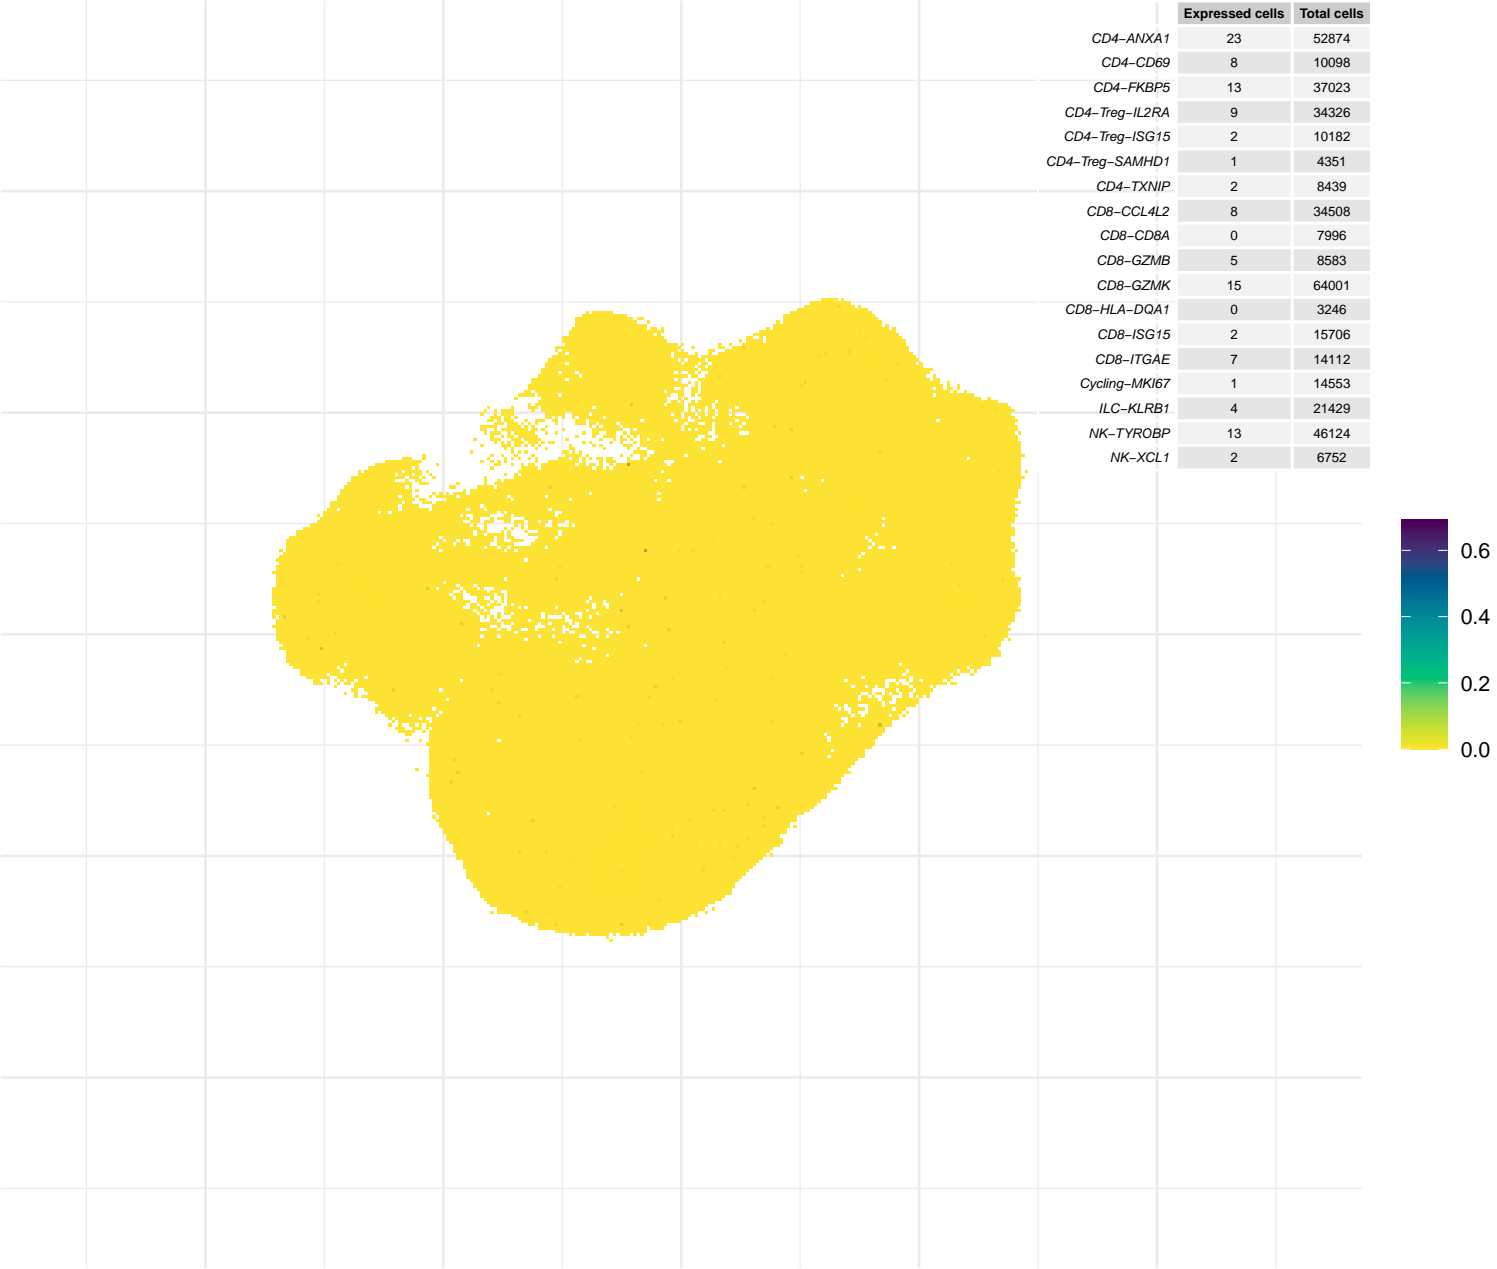 Expressed cells Total cells
CD4−ANXA1 23 52874
CD4−CD69 8 10098
CD4−FKBP5 13 37023
CD4−Treg−IL2RA 9 34326
CD4−Treg−ISG15 2 10182
CD4−Treg−SAMHD1 1 4351
CD4−TXNIP 2 8439
CD8−CCL4L2 8 34508
CD8−CD8A 0 7996
CD8−GZMB 5 8583
CD8−GZMK 15 64001
CD8−HLA−DQA1 0 3246
CD8−ISG15 2 15706
CD8−ITGAE 7 14112
Cycling−MKI67 1 14553
ILC−KLRB1 4 21429
NK−TYROBP 13 46124
NK−XCL1 2 6752
0.6
0.4
0.2
0.0